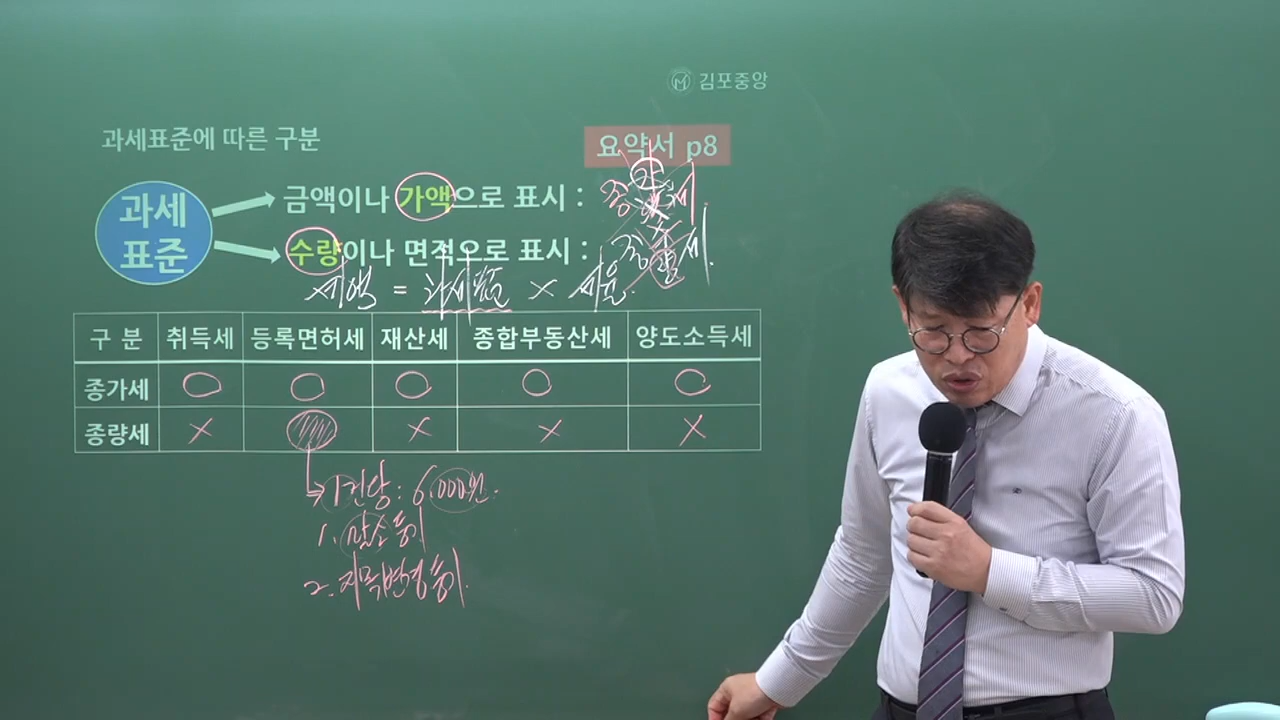 김포중앙
과세표준에 따른 구분
요약서 p8
과세
표준
금액이나 가액으로 표시 : 종가세.
수량이나 면적으로 표시 : 종량세.
세액 = 과세표준 × 세율.
구 분 취득세 등록면허세 재산세 종합부동산세 양도소득세
종가세 ○ ○ ○ ○ ○
종량세 × ○ × × ×
1건당 : 6,000원.
1. 말소등기
2. 지목변경등기.